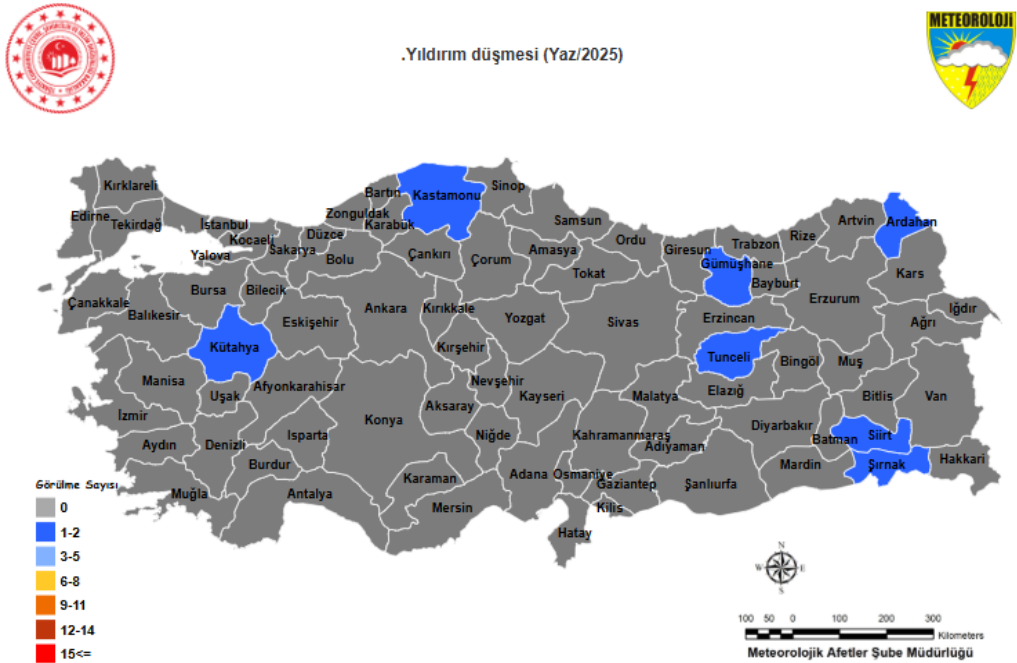 METEOROLOJİ
.Yıldırım düşmesi (Yaz/2025)
Kırklareli
Edirne
Tekirdağ
İstanbul
Kocaeli
Yalova
Sakarya
Düzce
Zonguldak
Bartın
Karabuk
Kastamonu
Sinop
Bolu
Çankırı
Çorum
Samsun
Amasya
Ordu
Tokat
Giresun
Trabzon
Gümüşhane
Rize
Bayburt
Artvin
Ardahan
Kars
Çanakkale
Balıkesir
Bursa
Bilecik
Eskişehir
Ankara
Kırıkkale
Yozgat
Sivas
Erzincan
Erzurum
Iğdır
Ağrı
Kütahya
Kırşehir
Tunceli
Bingöl
Muş
Manisa
Uşak
Afyonkarahisar
Nevşehir
Kayseri
Malatya
Elazığ
Bitlis
Van
İzmir
Aydın
Denizli
Isparta
Konya
Aksaray
Niğde
Kahramanmaraş
Adıyaman
Diyarbakır
Batman
Siirt
Burdur
Muğla
Antalya
Karaman
Mersin
Adana
Osmaniye
Gaziantep
Kilis
Hatay
Şanlıurfa
Mardin
Şırnak
Hakkari
Görülme Sayısı
0
1-2
3-5
6-8
9-11
12-14
15<=
N
W
E
S
100 50 0 100 200 300
Kilometers
Meteorolojik Afetler Şube Müdürlüğü